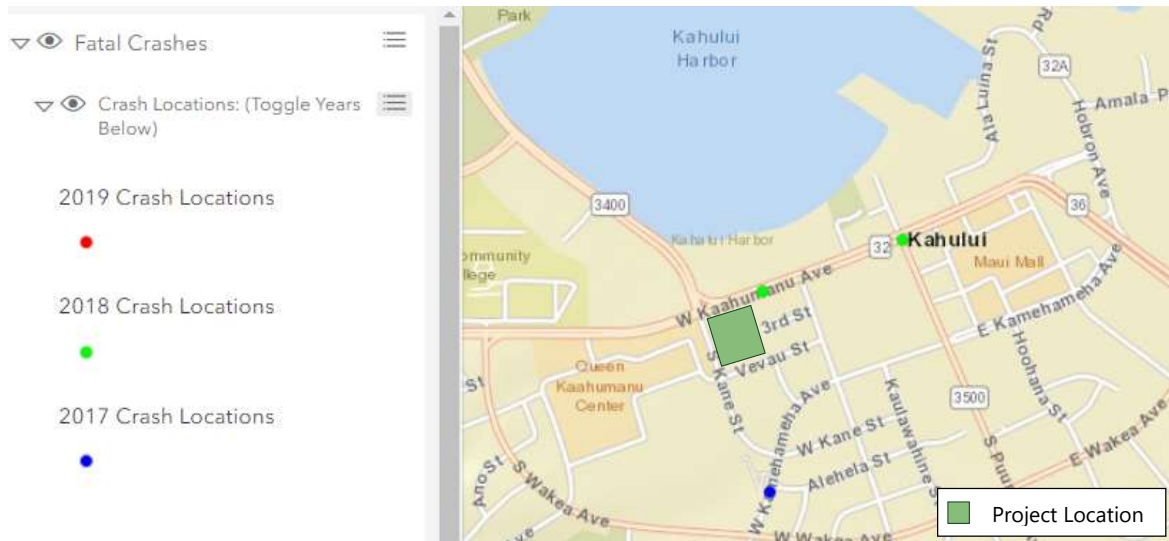 Fatal Crashes
Crash Locations: (Toggle Years
Below)
2019 Crash Locations
2018 Crash Locations
2017 Crash Locations
Park
Kahului
Harbor
Rd
32A
Ala Luina St
Hobron Ave
Amala P
3400
36
Kahului Harbor
32
Kahului
Maui Mall
ommunity
llege
W Kaahumanu Ave
3rd St
E Kamehameha Ave
Vevau St
S Kane St
Queen
Kaahumanu
Center
St
Hoohana St
3500
Kaulawahine St
W Kamehameha Ave
W Kane St
Alehela St
S Puun
E Wakea Ave
Ano St
S Wakea Ave
W Wakea Ave
Project Location